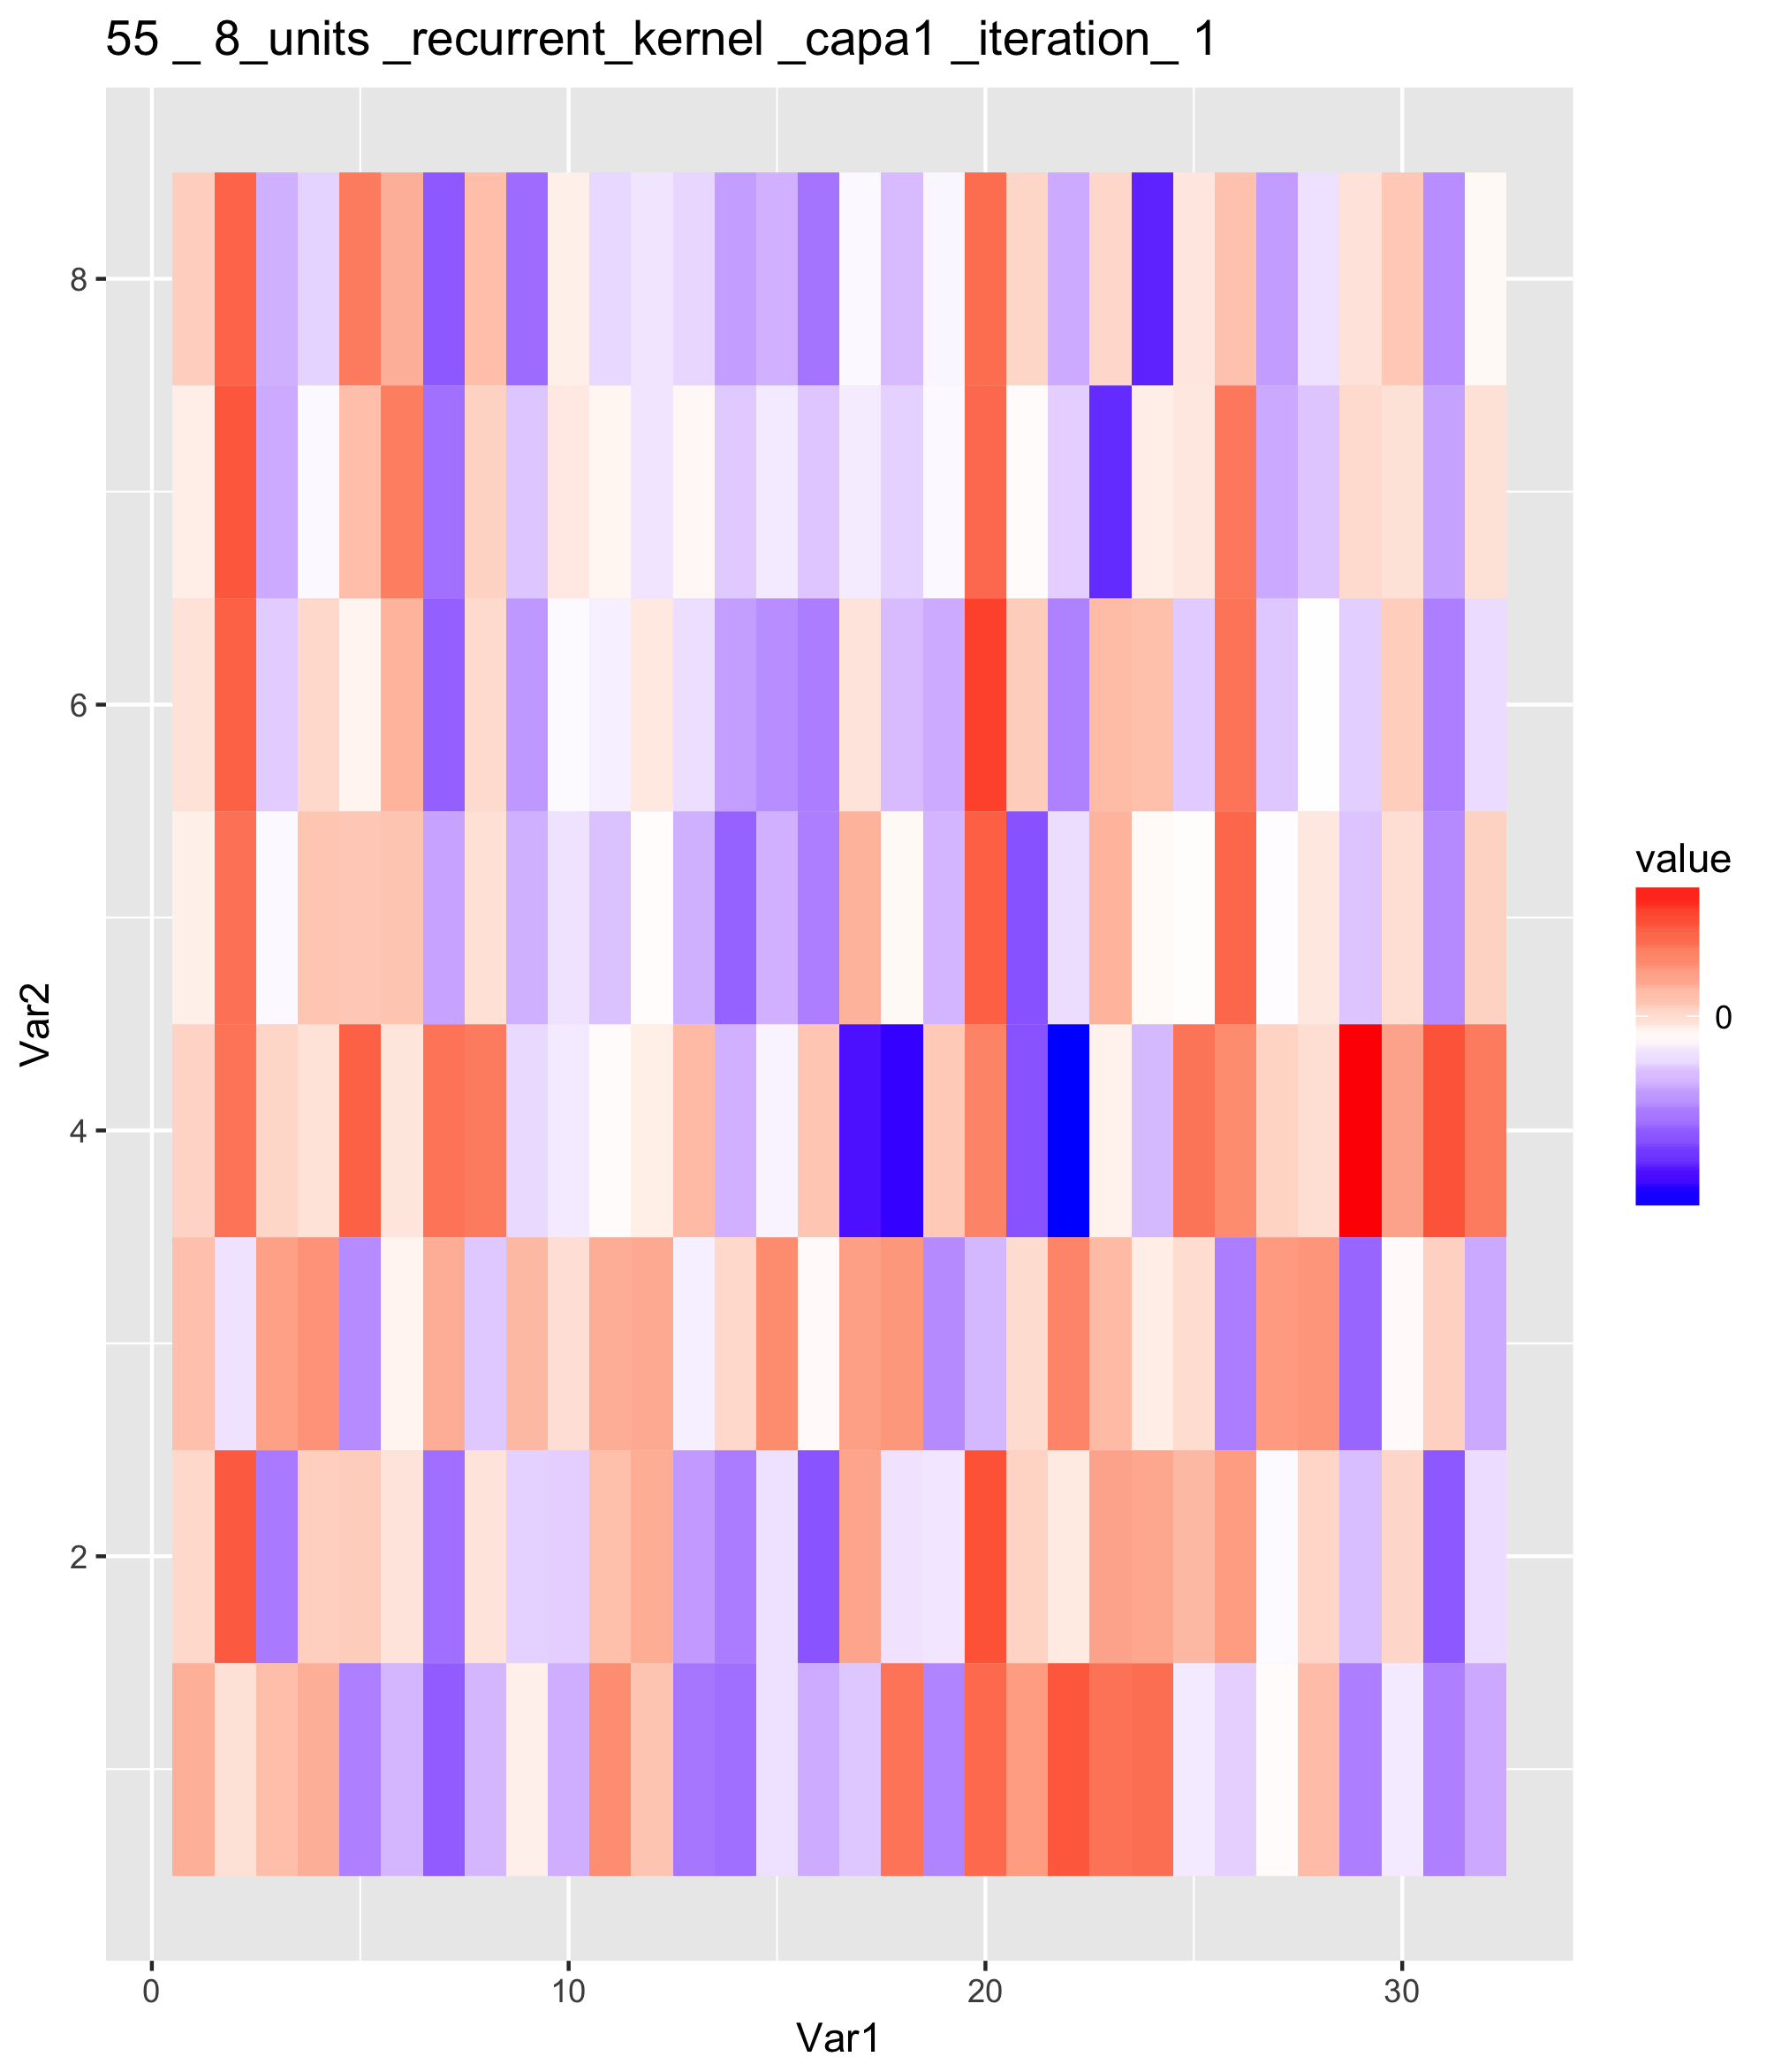 55 _ 8_units _recurrent_kernel _capa1 _iteration_ 1
8
6
4
2
Var2
0
10
20
30
Var1
value
0